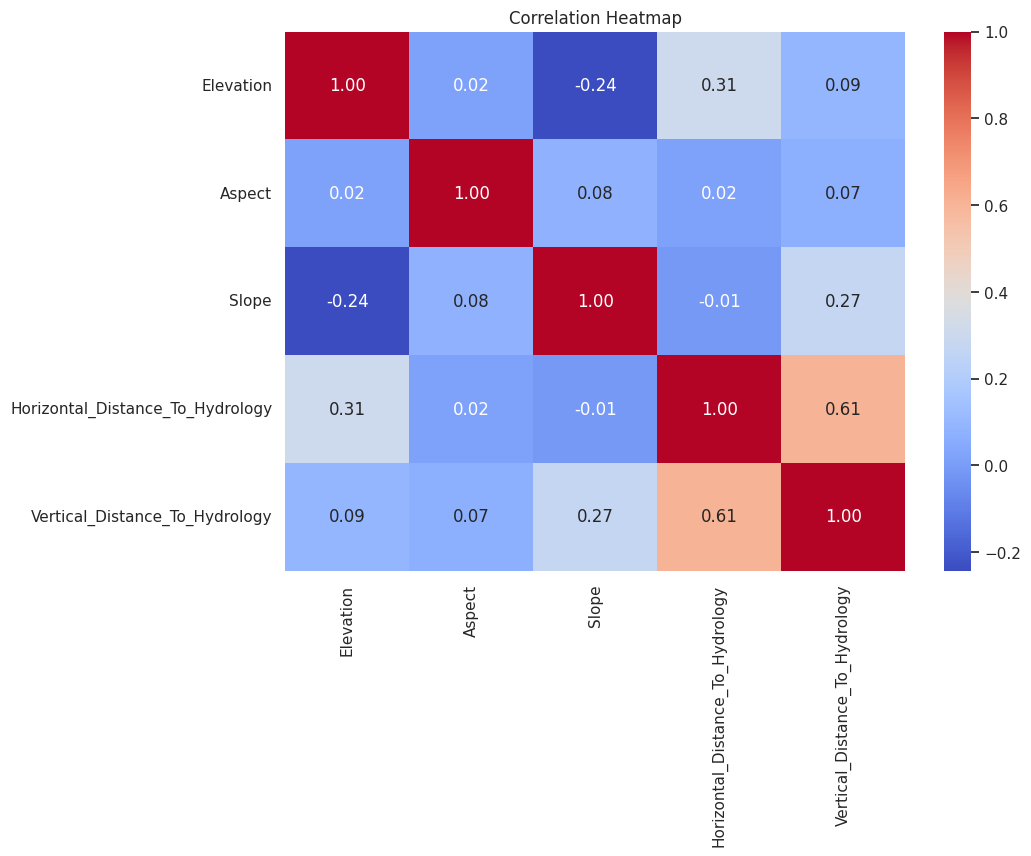 Correlation Heatmap
Elevation 1.00 0.02 -0.24 0.31 0.09
Aspect 0.02 1.00 0.08 0.02 0.07
Slope -0.24 0.08 1.00 -0.01 0.27
Horizontal_Distance_To_Hydrology 0.31 0.02 -0.01 1.00 0.61
Vertical_Distance_To_Hydrology 0.09 0.07 0.27 0.61 1.00
Elevation
Aspect
Slope
Horizontal_Distance_To_Hydrology
Vertical_Distance_To_Hydrology
1.0
0.8
0.6
0.4
0.2
0.0
−0.2